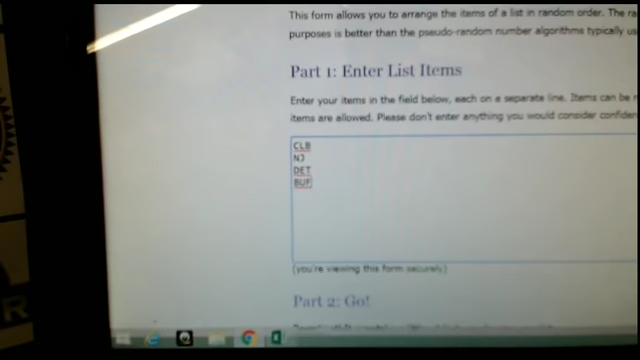 This form allows you to arrange the items of a list in random order. The ra
purposes is better than the pseudo-random number algorithms typically us
Part 1: Enter List Items
Enter your items in the field below, each on a separate line. Items can be
items are allowed. Please don't enter anything you would consider confiden
CLB
NJ
DET
BUF
(you're viewing this form securely)
Part 2: Go!
R